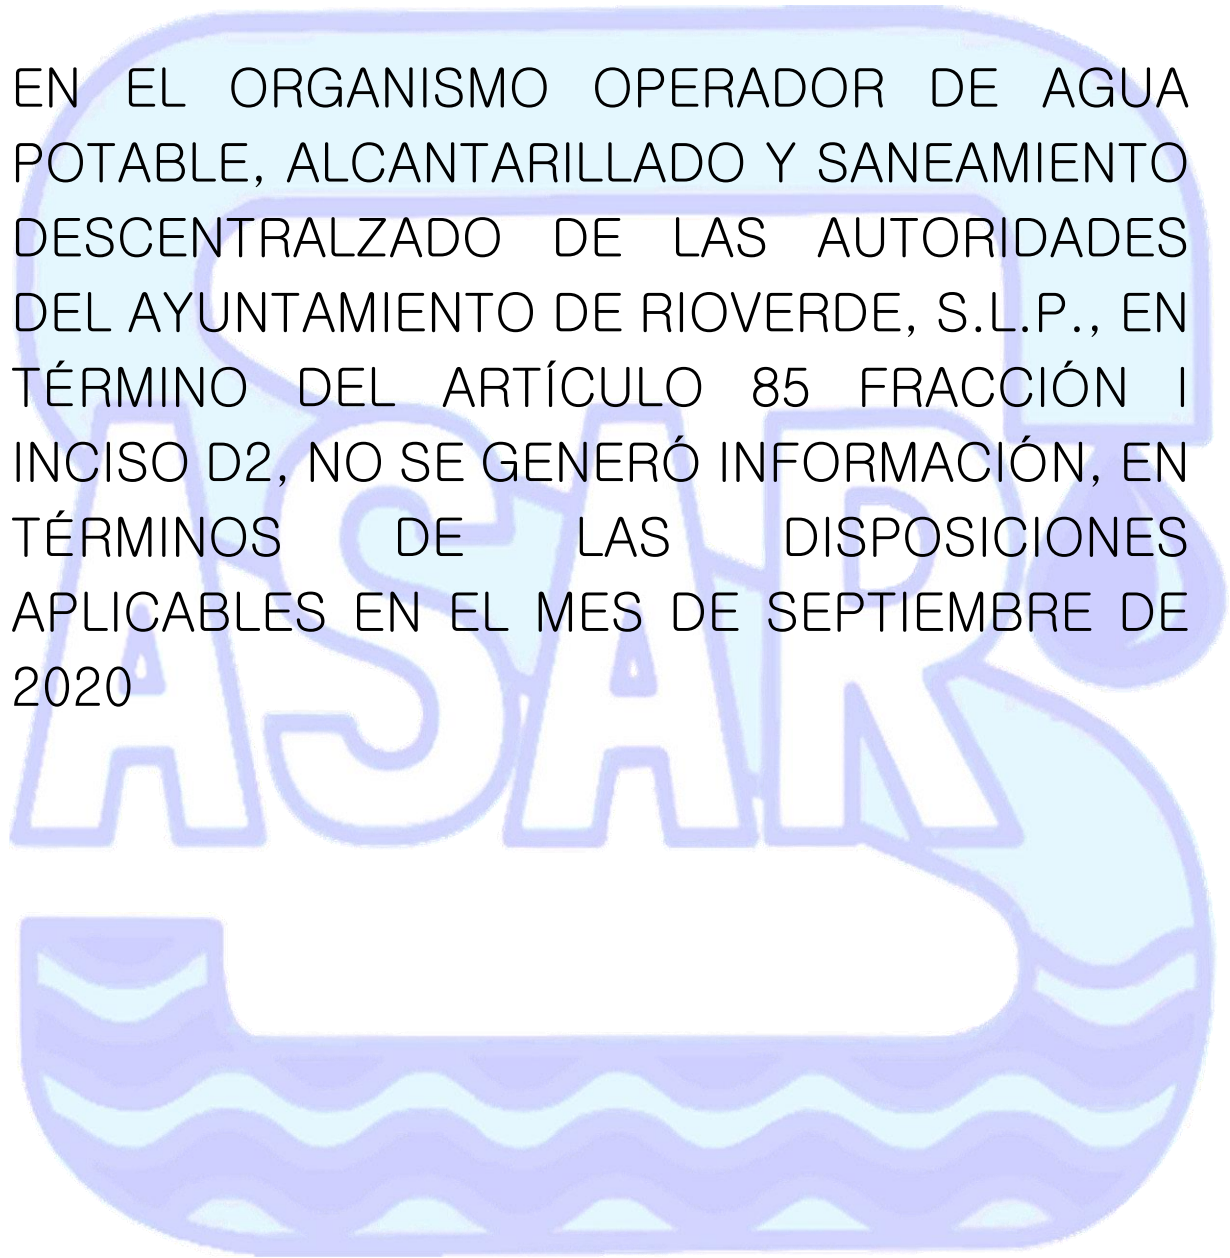 EN EL ORGANISMO OPERADOR DE AGUA
POTABLE, ALCANTARILLADO Y SANEAMIENTO
DESCENTRALZADO DE LAS AUTORIDADES
DEL AYUNTAMIENTO DE RIOVERDE, S.L.P., EN
TÉRMINO DEL ARTÍCULO 85 FRACCIÓN I
INCISO D2, NO SE GENERÓ INFORMACIÓN, EN
TÉRMINOS DE LAS DISPOSICIONES
APLICABLES EN EL MES DE SEPTIEMBRE DE
2020
SASAR